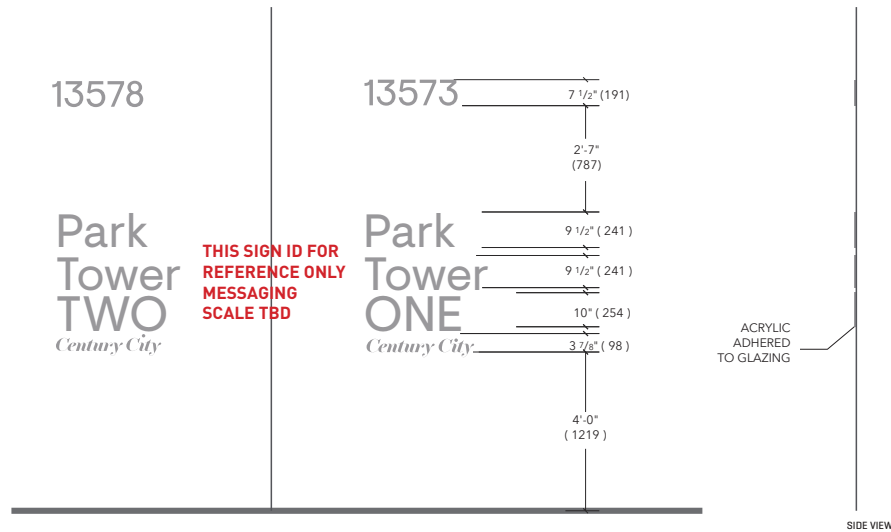 13578
13573
7 1/2" (191)
2'-7"
(787)
Park
Tower
TWO
Century City
THIS SIGN ID FOR
REFERENCE ONLY
MESSAGING
SCALE TBD
Park
Tower
ONE
Century City
9 1/2" ( 241 )
9 1/2" ( 241 )
10" ( 254 )
3 7/8" ( 98 )
4'-0"
( 1219 )
ACRYLIC
ADHERED
TO GLAZING
SIDE VIEW